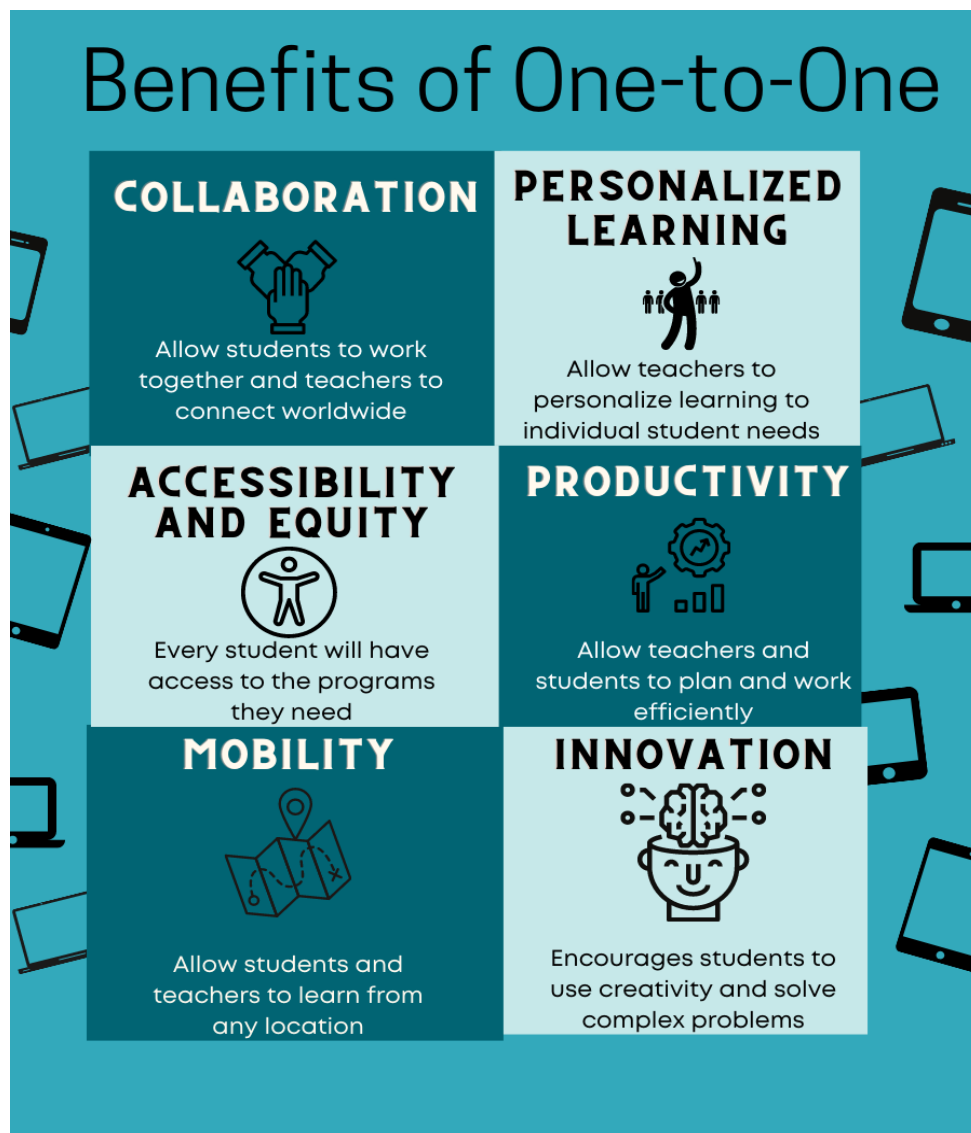 Benefits of One-to-One
COLLABORATION
Allow students to work
together and teachers to
connect worldwide
PERSONALIZED
LEARNING
Allow teachers to
personalize learning to
individual student needs
ACCESSIBILITY
AND EQUITY
Every student will have
access to the programs
they need
PRODUCTIVITY
Allow teachers and
students to plan and work
efficiently
MOBILITY
Allow students and
teachers to learn from
any location
INNOVATION
Encourages students to
use creativity and solve
complex problems